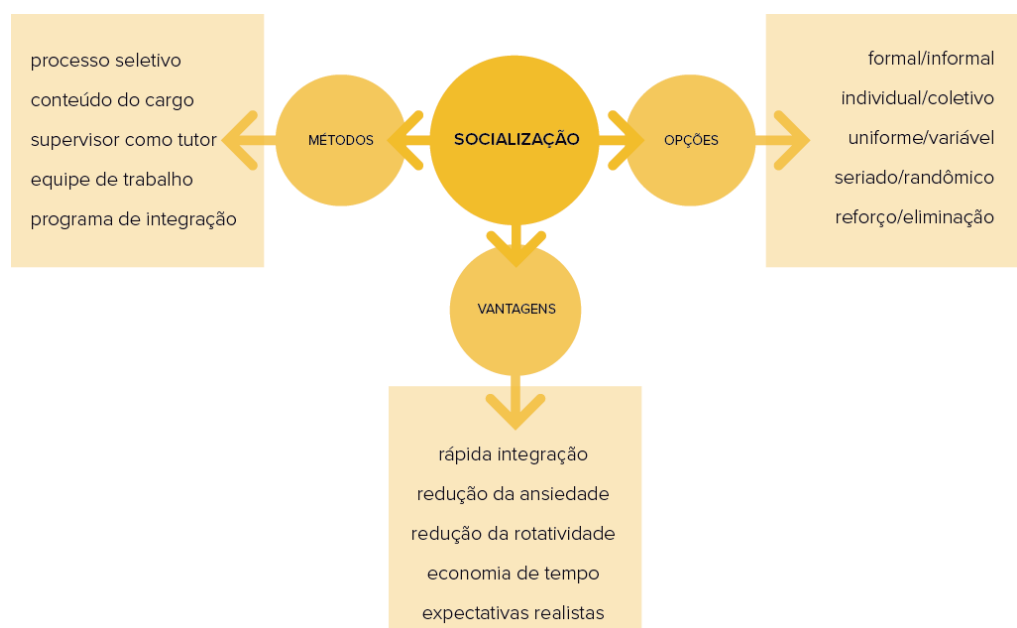 SOCIALIZAÇÃO
MÉTODOS
processo seletivo
conteúdo do cargo
supervisor como tutor
equipe de trabalho
programa de integração
OPÇÕES
formal/informal
individual/coletivo
uniforme/variável
seriado/randômico
reforço/eliminação
VANTAGENS
rápida integração
redução da ansiedade
redução da rotatividade
economia de tempo
expectativas realistas